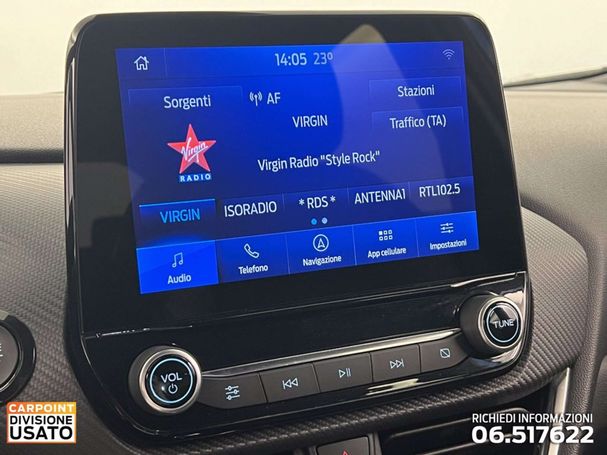 14:05 23°
Sorgenti
AF
Stazioni
VIRGIN
Traffico (TA)
Virgin
RADIO
Virgin Radio "Style Rock"
VIRGIN
ISORADIO
* RDS *
ANTENNA1
RTL102.5
Audio
Telefono
Navigazione
App cellulare
Impostazioni
VOL
TUNE
CARPOINT
DIVISIONE
USATO
RICHIEDI INFORMAZIONI
06.517622